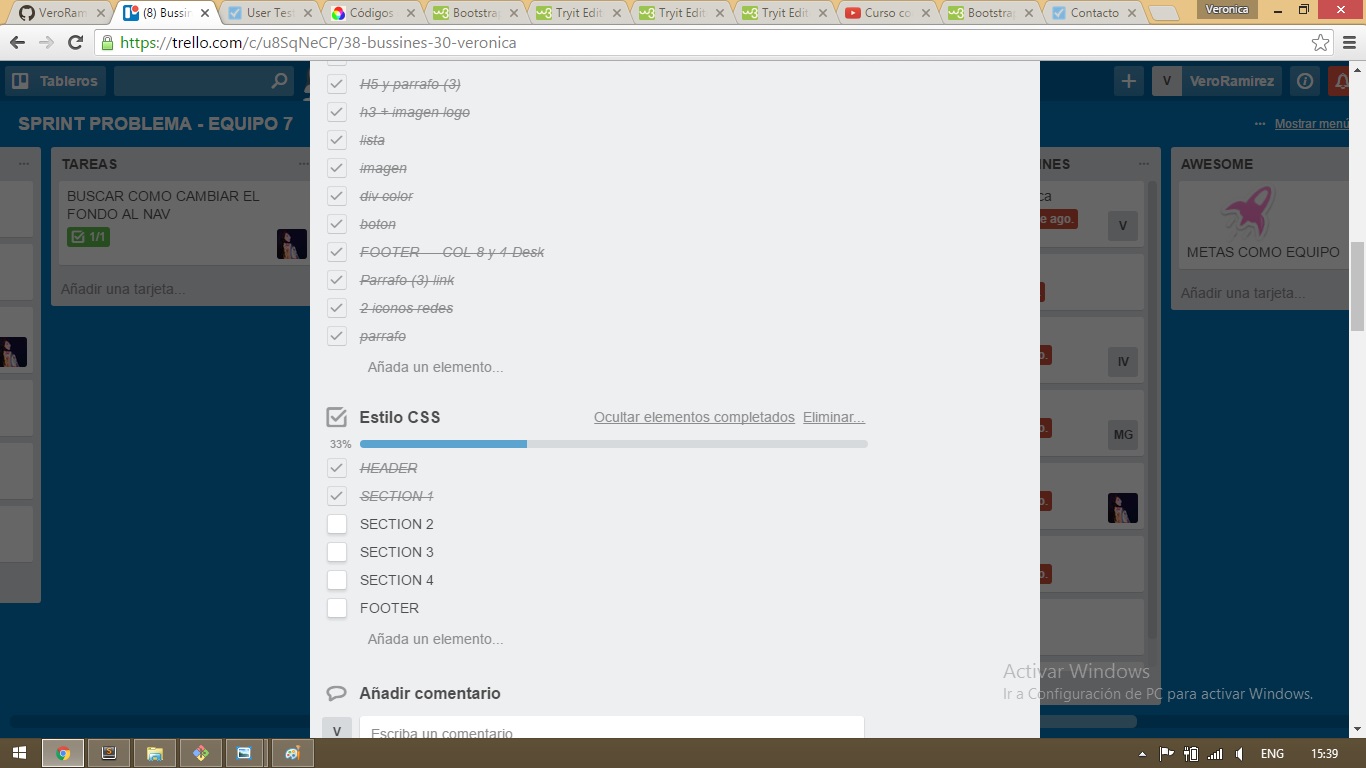 VeroRam
(8) Bussin
User Test
Códigos
Bootstrap
Tryit Edit
Tryit Edit
Tryit Edit
Curso co
Bootstrap
Contacto
Veronica
https://trello.com/c/u8SqNeCP/38-bussines-30-veronica
Tableros
VeroRamirez
V
SPRINT PROBLEMA - EQUIPO 7
Mostrar menú
TAREAS
BUSCAR COMO CAMBIAR EL
FONDO AL NAV
1/1
Añadir una tarjeta...
H5 y parrafo (3)
h3 + imagen logo
lista
imagen
div color
boton
FOOTER COL 8 y 4 Desk
Parrafo (3) link
2 iconos redes
parrafo
Añada un elemento...
Estilo CSS
Ocultar elementos completados
Eliminar...
33%
HEADER
SECTION 1
SECTION 2
SECTION 3
SECTION 4
FOOTER
Añada un elemento...
Añadir comentario
V
Escriba un comentario
INES
ca
e ago.
V
o.
IV
o.
MG
o.
o.
AWESOME
METAS COMO EQUIPO
Añadir una tarjeta...
Activar Windows
Ir a Configuración de PC para activar Windows.
ENG
15:39